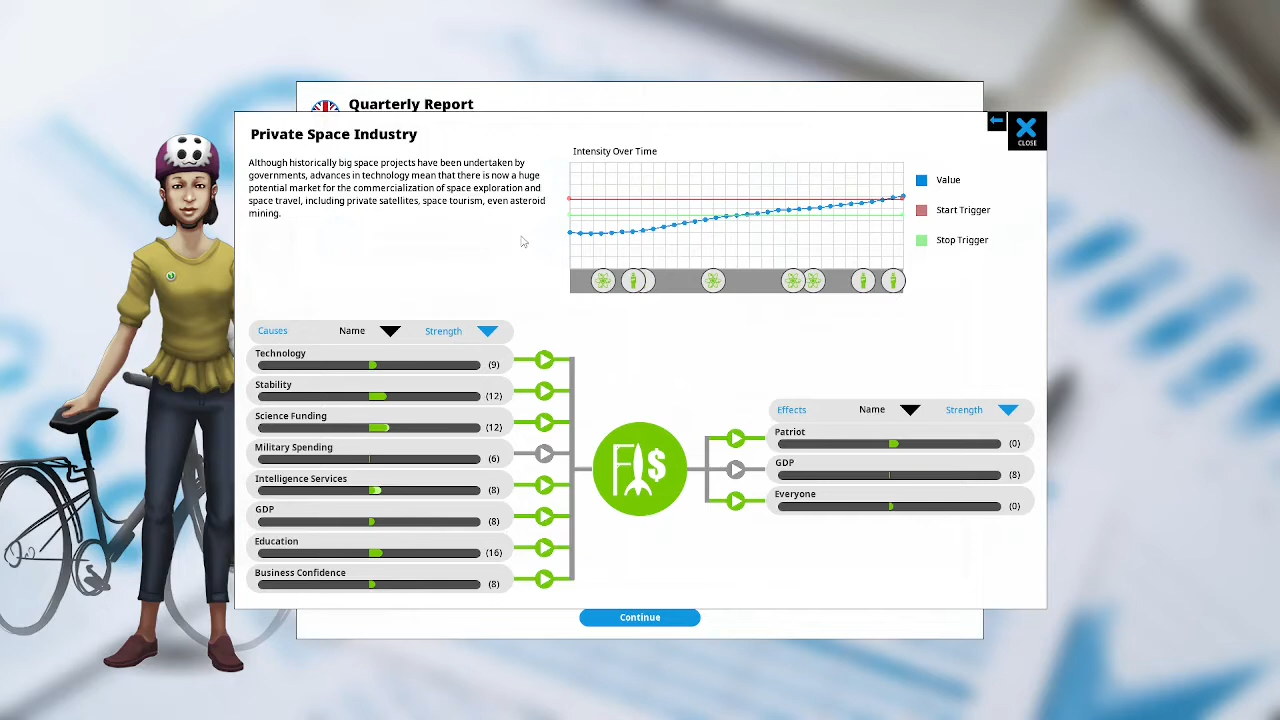 Quarterly Report
Private Space Industry
CLOSE
Although historically big space projects have been undertaken by
governments, advances in technology mean that there is now a huge
potential market for the commercialization of space exploration and
space travel, including private satellites, space tourism, even asteroid
mining.
Intensity Over Time
Value
Start Trigger
Stop Trigger
Causes Name Strength
Technology
(9)
Stability
(12)
Science Funding
(12)
Military Spending
(6)
Intelligence Services
(8)
GDP
(8)
Education
(16)
Business Confidence
(8)
$
Effects Name Strength
Patriot
(0)
GDP
(8)
Everyone
(0)
Continue